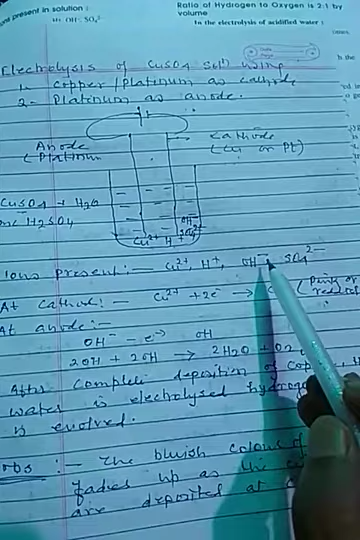 ons present in solution :
H+ OH- SO4 2-
Ratio of Hydrogen to Oxygen is 2:1 by
volume
In the electrolysis of acidified water :
Electrolysis of CuSO4 Soln using
1- Copper/Platinum as cathode
2- Platinum as anode.
Anode
(Platinum
Cathode
(Cu or Pt)
CuSO4 + H2O
H2SO4
OH-
Cu2+ H+ SO4 2-
Ions present :- Cu2+, H+, OH-, SO4 2-
At Cathode :- Cu2+ + 2e- →
At anode :-
OH- - e- → OH
2OH + 2OH → 2H2O + O2
After complete deposition of
water is electrolysed hydrogen
is evolved.
Obs :- The bluish colour of
fades up as the
are deposited at